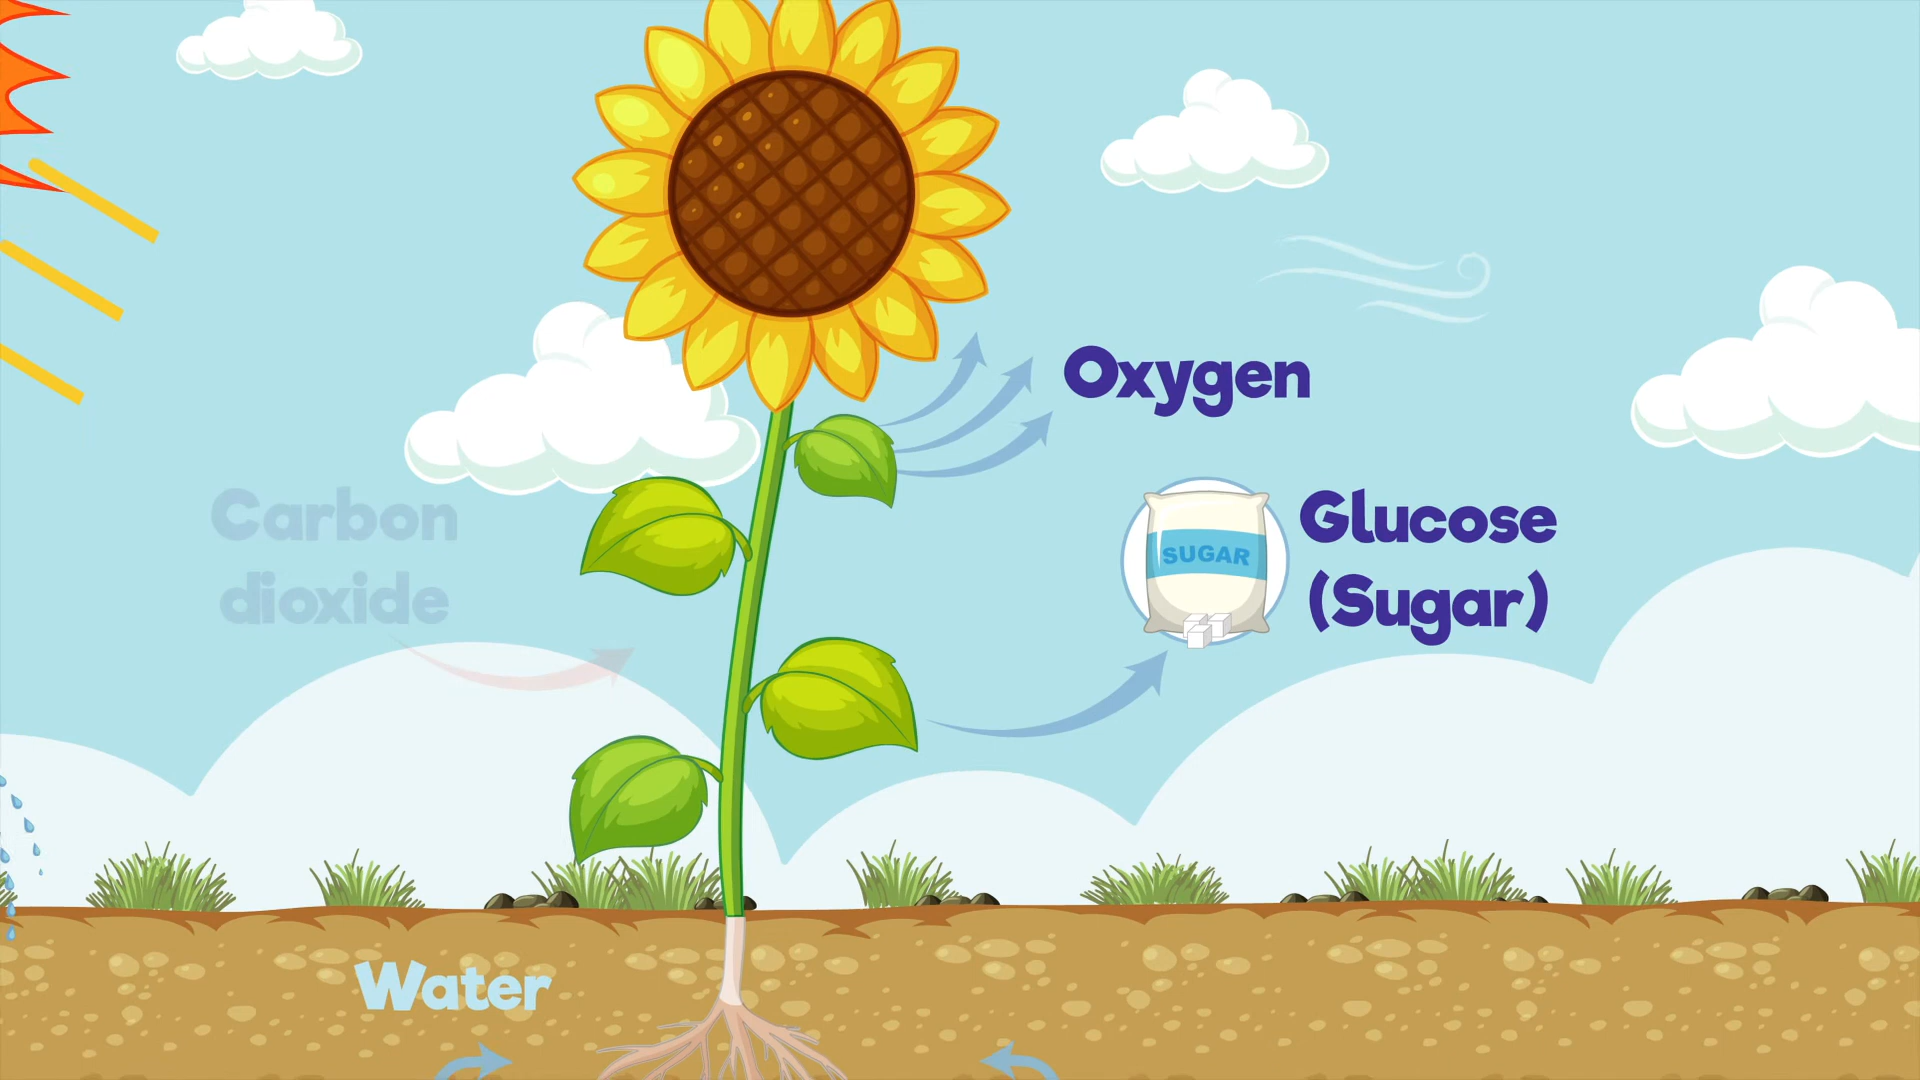 Oxygen
Carbon
dioxide
SUGAR
Glucose
(Sugar)
Water